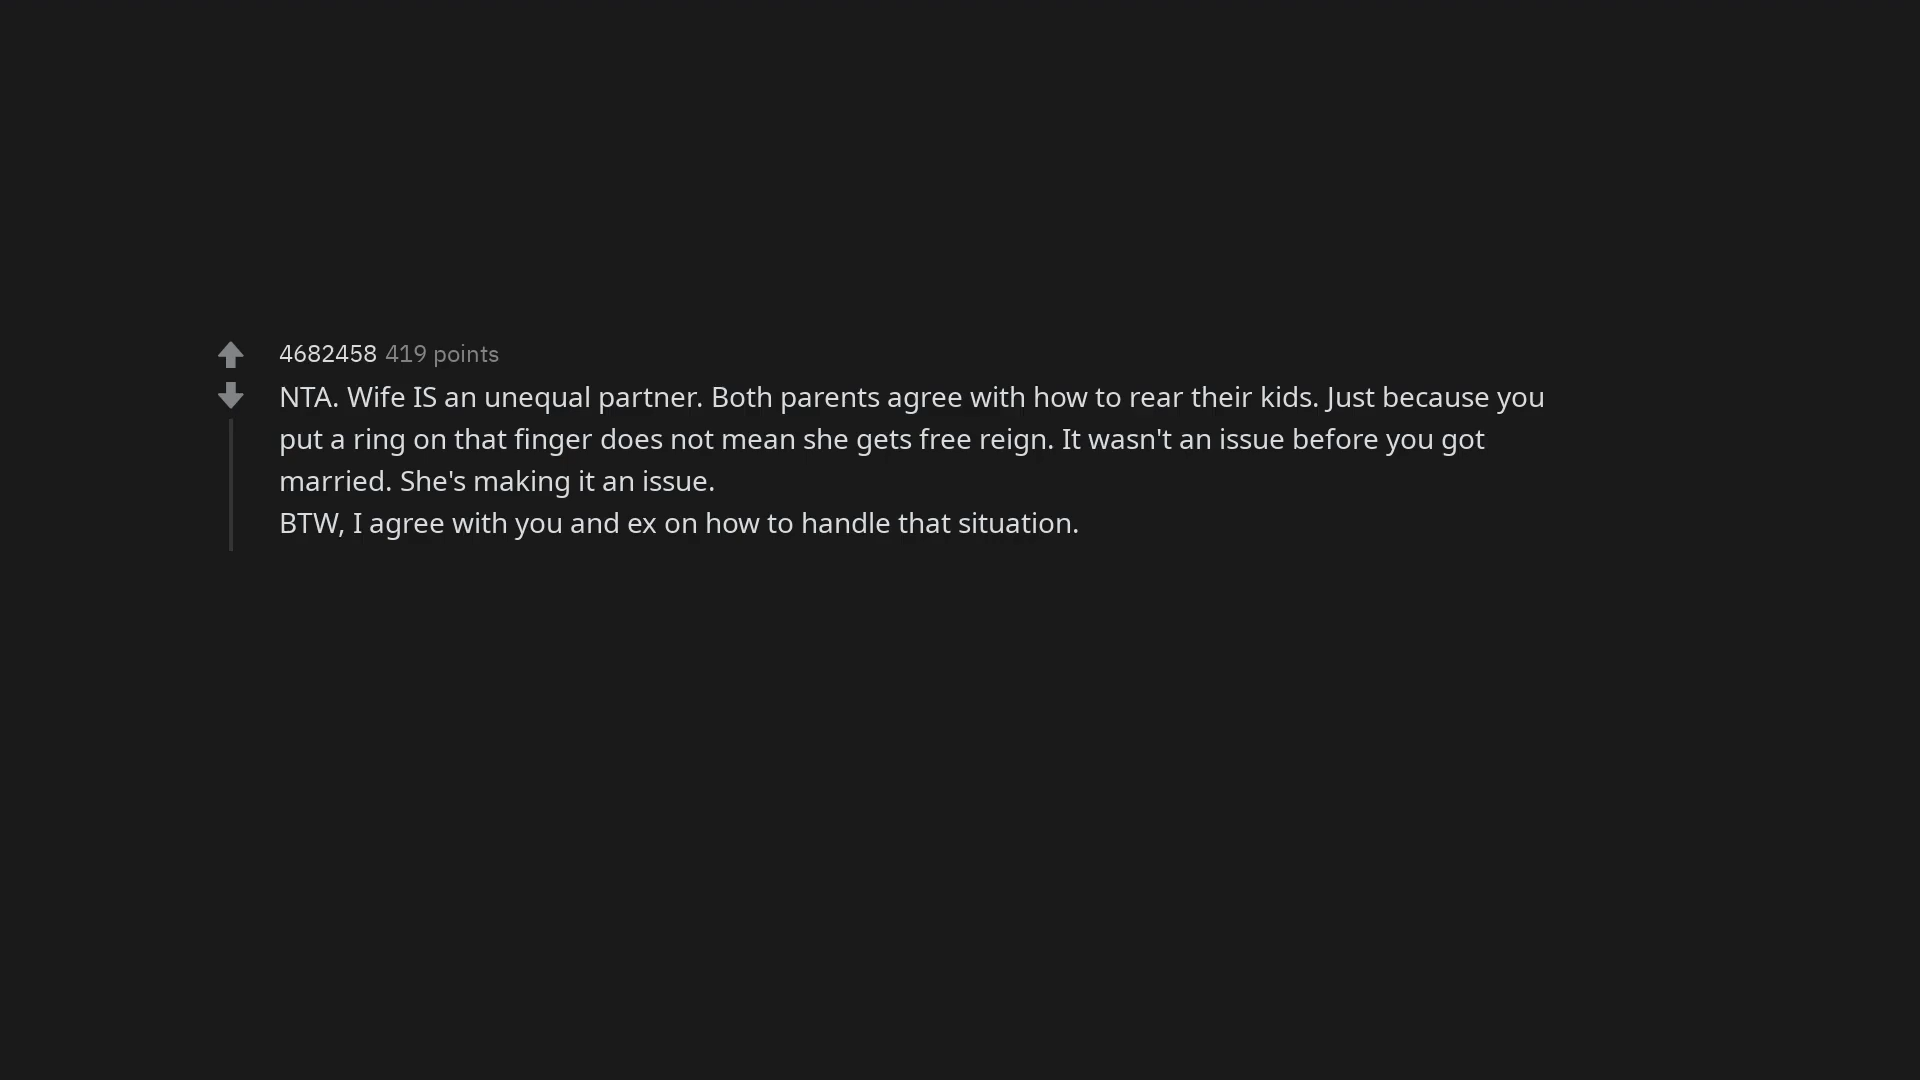 4682458 419 points
NTA. Wife IS an unequal partner. Both parents agree with how to rear their kids. Just because you
put a ring on that finger does not mean she gets free reign. It wasn't an issue before you got
married. She's making it an issue.
BTW, I agree with you and ex on how to handle that situation.